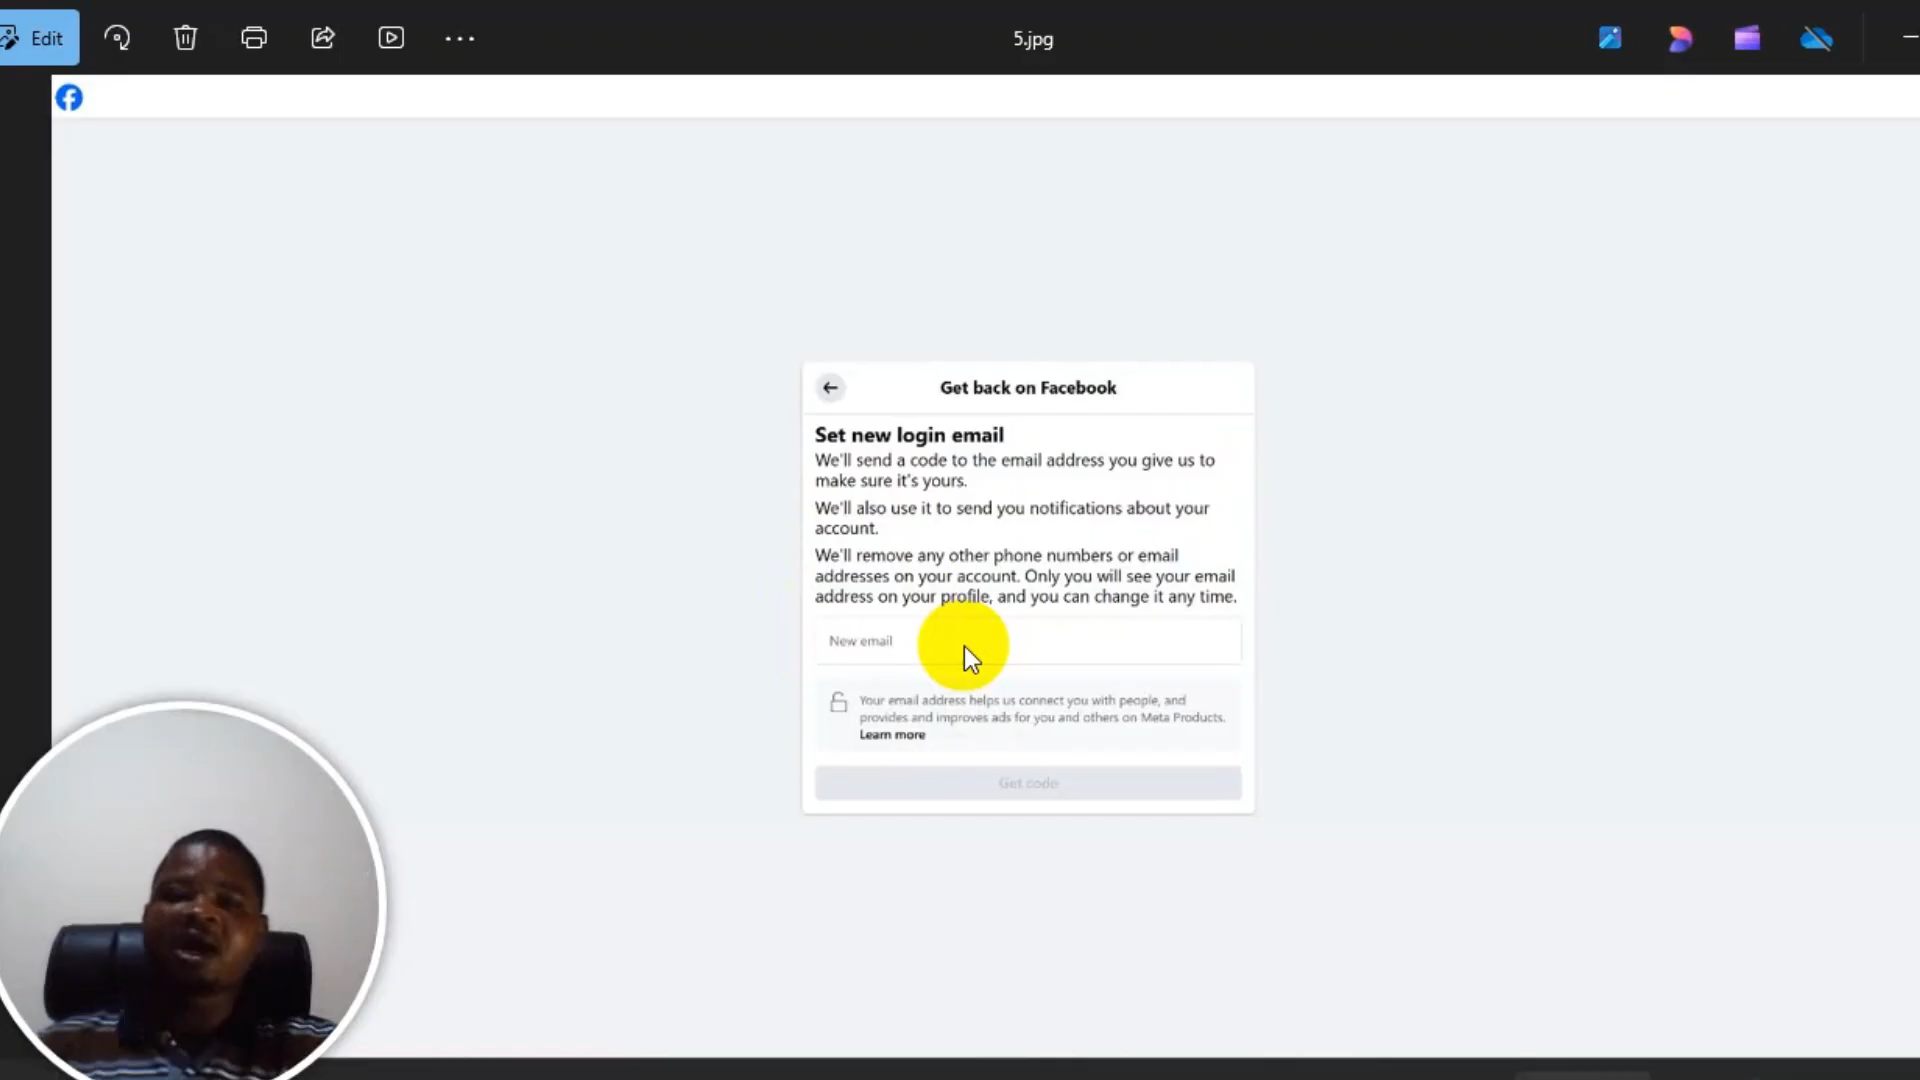 Edit
5.jpg
Get back on Facebook
Set new login email
We'll send a code to the email address you give us to
make sure it's yours.
We'll also use it to send you notifications about your
account.
We'll remove any other phone numbers or email
addresses on your account. Only you will see your email
address on your profile, and you can change it any time.
New email
Your email address helps us connect you with people, and
provides and improves ads for you and others on Meta Products.
Learn more
Get code